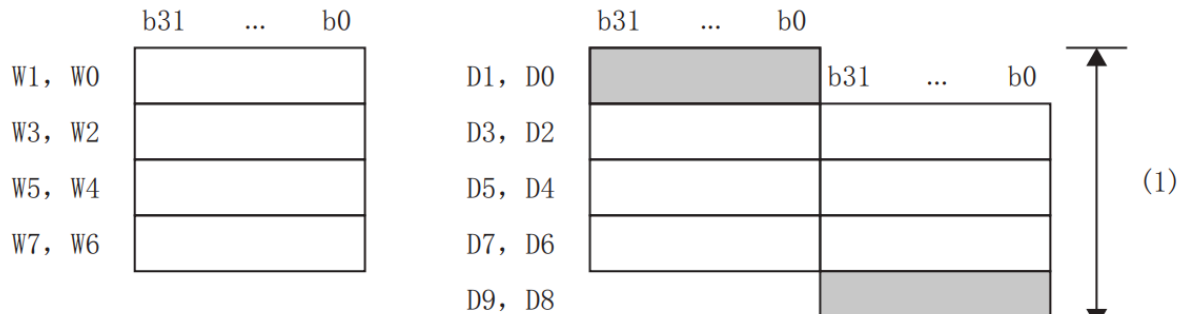 b31 ... b0 b31 ... b0
W1, W0 D1, D0 b31 ... b0
W3, W2 D3, D2
W5, W4 D5, D4 (1)
W7, W6 D7, D6
D9, D8